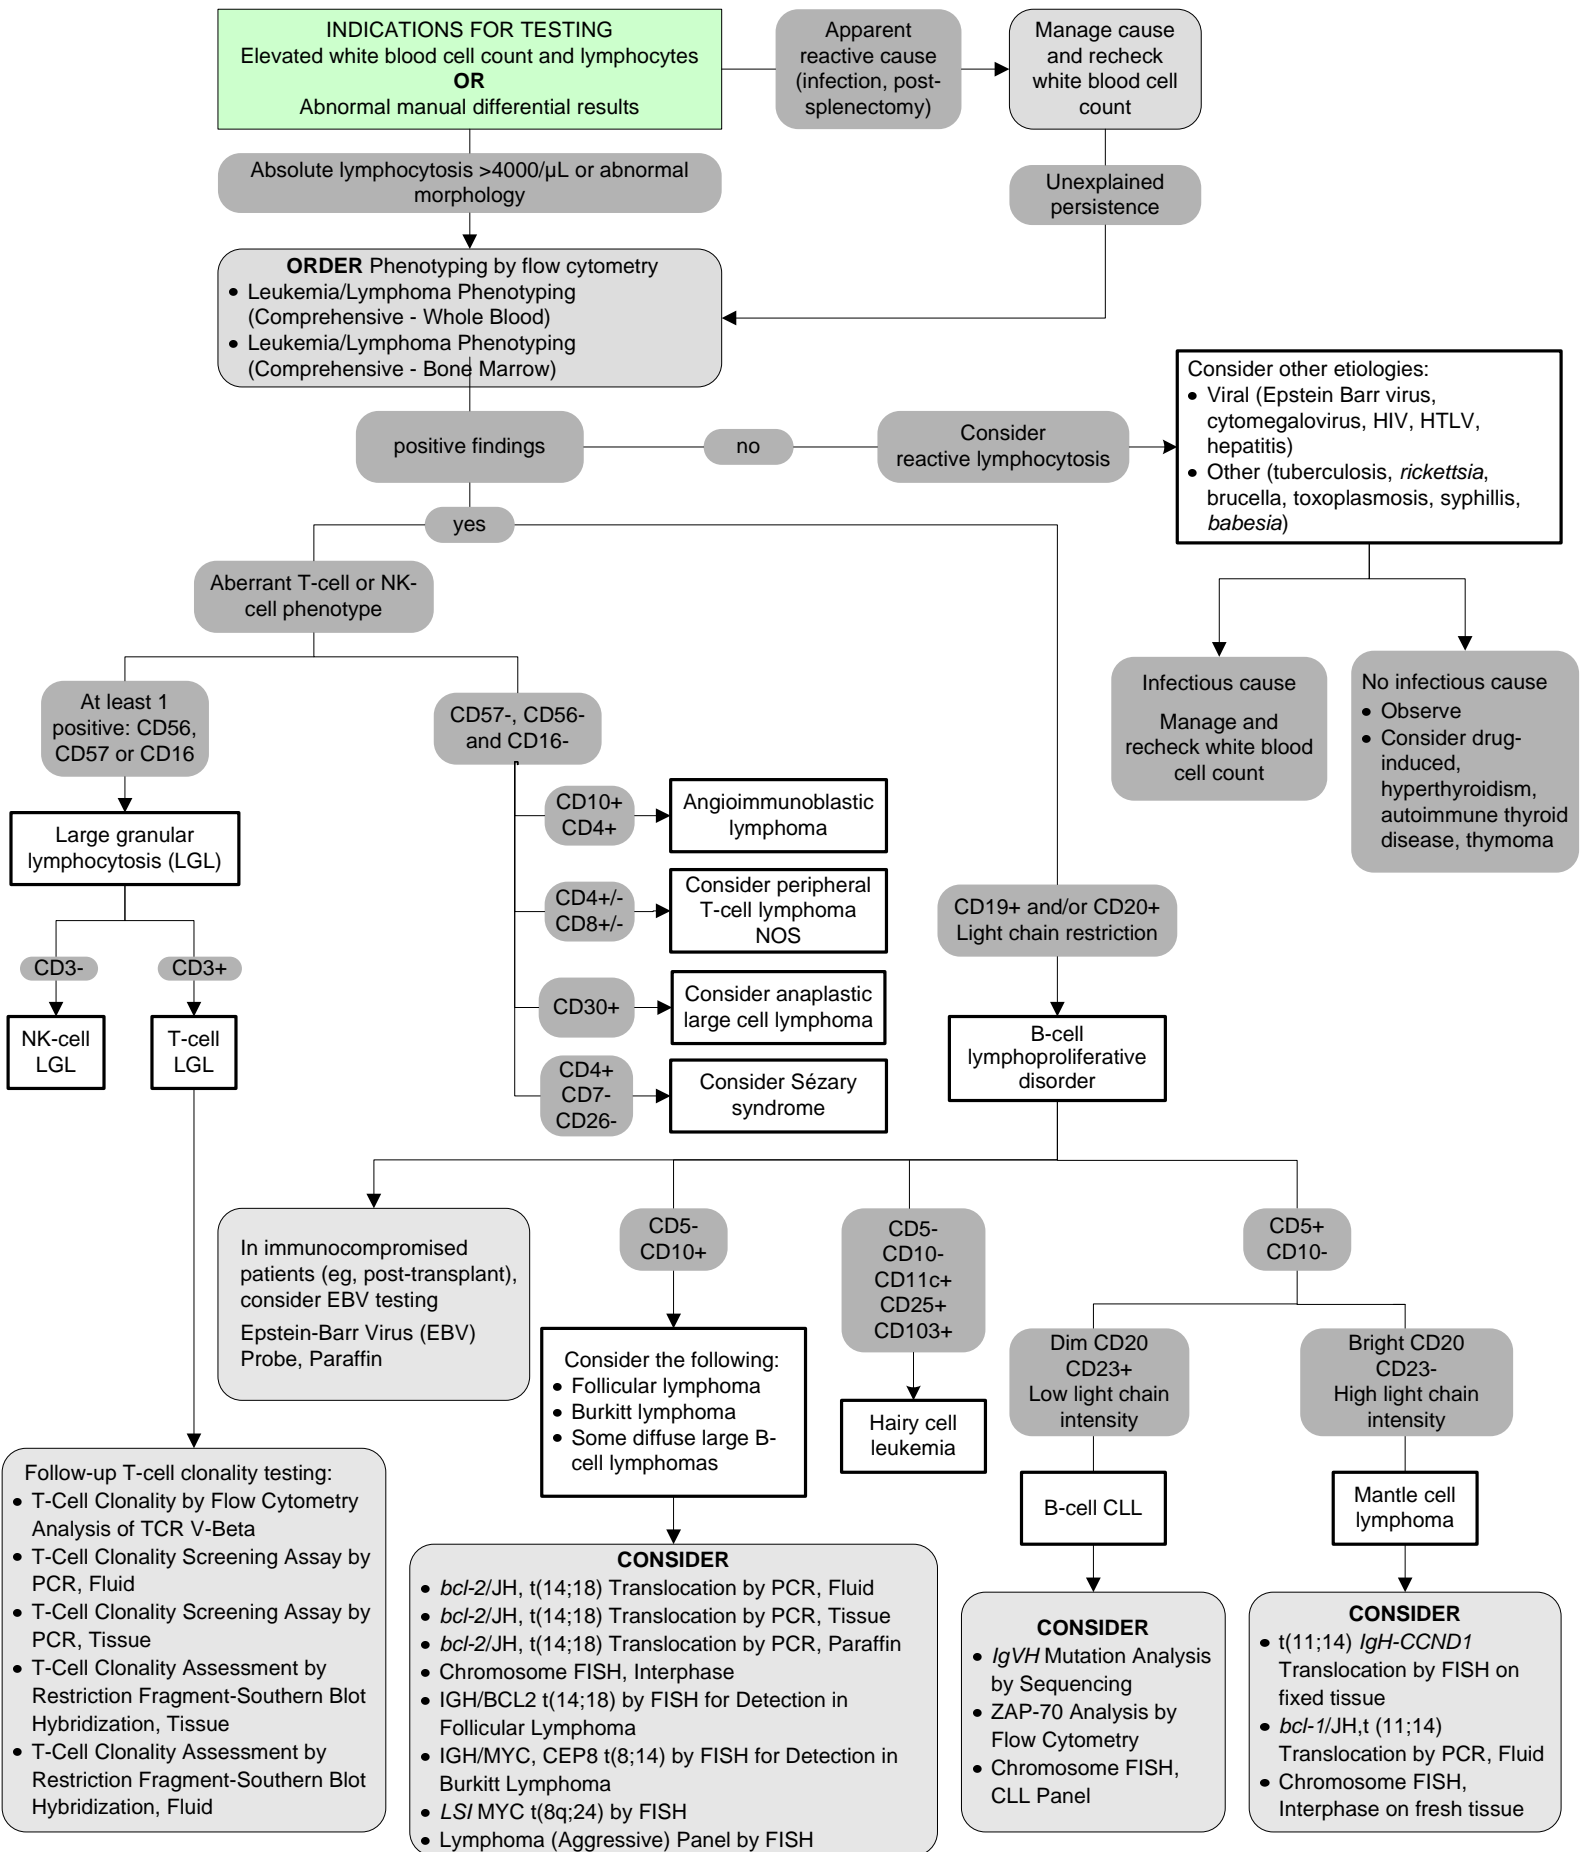 INDICATIONS FOR TESTING
Elevated white blood cell count and lymphocytes
OR
Abnormal manual differential results
Apparent
reactive cause
(infection, post-
splenectomy)
Manage cause
and recheck
white blood cell
count
Absolute lymphocytosis >4000/µL or abnormal
morphology
Unexplained
persistence
ORDER Phenotyping by flow cytometry
• Leukemia/Lymphoma Phenotyping
(Comprehensive - Whole Blood)
• Leukemia/Lymphoma Phenotyping
(Comprehensive - Bone Marrow)
positive findings
no
Consider
reactive lymphocytosis
Consider other etiologies:
• Viral (Epstein Barr virus,
cytomegalovirus, HIV, HTLV,
hepatitis)
• Other (tuberculosis, rickettsia,
brucella, toxoplasmosis, syphillis,
babesia)
yes
Aberrant T-cell or NK-
cell phenotype
Infectious cause
Manage and
recheck white blood
cell count
No infectious cause
• Observe
• Consider drug-
induced,
hyperthyroidism,
autoimmune thyroid
disease, thymoma
At least 1
positive: CD56,
CD57 or CD16
CD57-, CD56-
and CD16-
Large granular
lymphocytosis (LGL)
CD3-
CD3+
NK-cell
LGL
T-cell
LGL
CD10+
CD4+
Angioimmunoblastic
lymphoma
CD4+/-
CD8+/-
Consider peripheral
T-cell lymphoma
NOS
CD30+
Consider anaplastic
large cell lymphoma
CD4+
CD7-
CD26-
Consider Sézary
syndrome
CD19+ and/or CD20+
Light chain restriction
B-cell
lymphoproliferative
disorder
In immunocompromised
patients (eg, post-transplant),
consider EBV testing
Epstein-Barr Virus (EBV)
Probe, Paraffin
CD5-
CD10+
CD5-
CD10-
CD11c+
CD25+
CD103+
CD5+
CD10-
Consider the following:
• Follicular lymphoma
• Burkitt lymphoma
• Some diffuse large B-
cell lymphomas
Hairy cell
leukemia
Dim CD20
CD23+
Low light chain
intensity
Bright CD20
CD23-
High light chain
intensity
B-cell CLL
Mantle cell
lymphoma
Follow-up T-cell clonality testing:
• T-Cell Clonality by Flow Cytometry
Analysis of TCR V-Beta
• T-Cell Clonality Screening Assay by
PCR, Fluid
• T-Cell Clonality Screening Assay by
PCR, Tissue
• T-Cell Clonality Assessment by
Restriction Fragment-Southern Blot
Hybridization, Tissue
• T-Cell Clonality Assessment by
Restriction Fragment-Southern Blot
Hybridization, Fluid
CONSIDER
• bcl-2/JH, t(14;18) Translocation by PCR, Fluid
• bcl-2/JH, t(14;18) Translocation by PCR, Tissue
• bcl-2/JH, t(14;18) Translocation by PCR, Paraffin
• Chromosome FISH, Interphase
• IGH/BCL2 t(14;18) by FISH for Detection in
Follicular Lymphoma
• IGH/MYC, CEP8 t(8;14) by FISH for Detection in
Burkitt Lymphoma
• LSI MYC t(8q;24) by FISH
• Lymphoma (Aggressive) Panel by FISH
CONSIDER
• IgVH Mutation Analysis
by Sequencing
• ZAP-70 Analysis by
Flow Cytometry
• Chromosome FISH,
CLL Panel
CONSIDER
• t(11;14) IgH-CCND1
Translocation by FISH on
fixed tissue
• bcl-1/JH,t (11;14)
Translocation by PCR, Fluid
• Chromosome FISH,
Interphase on fresh tissue